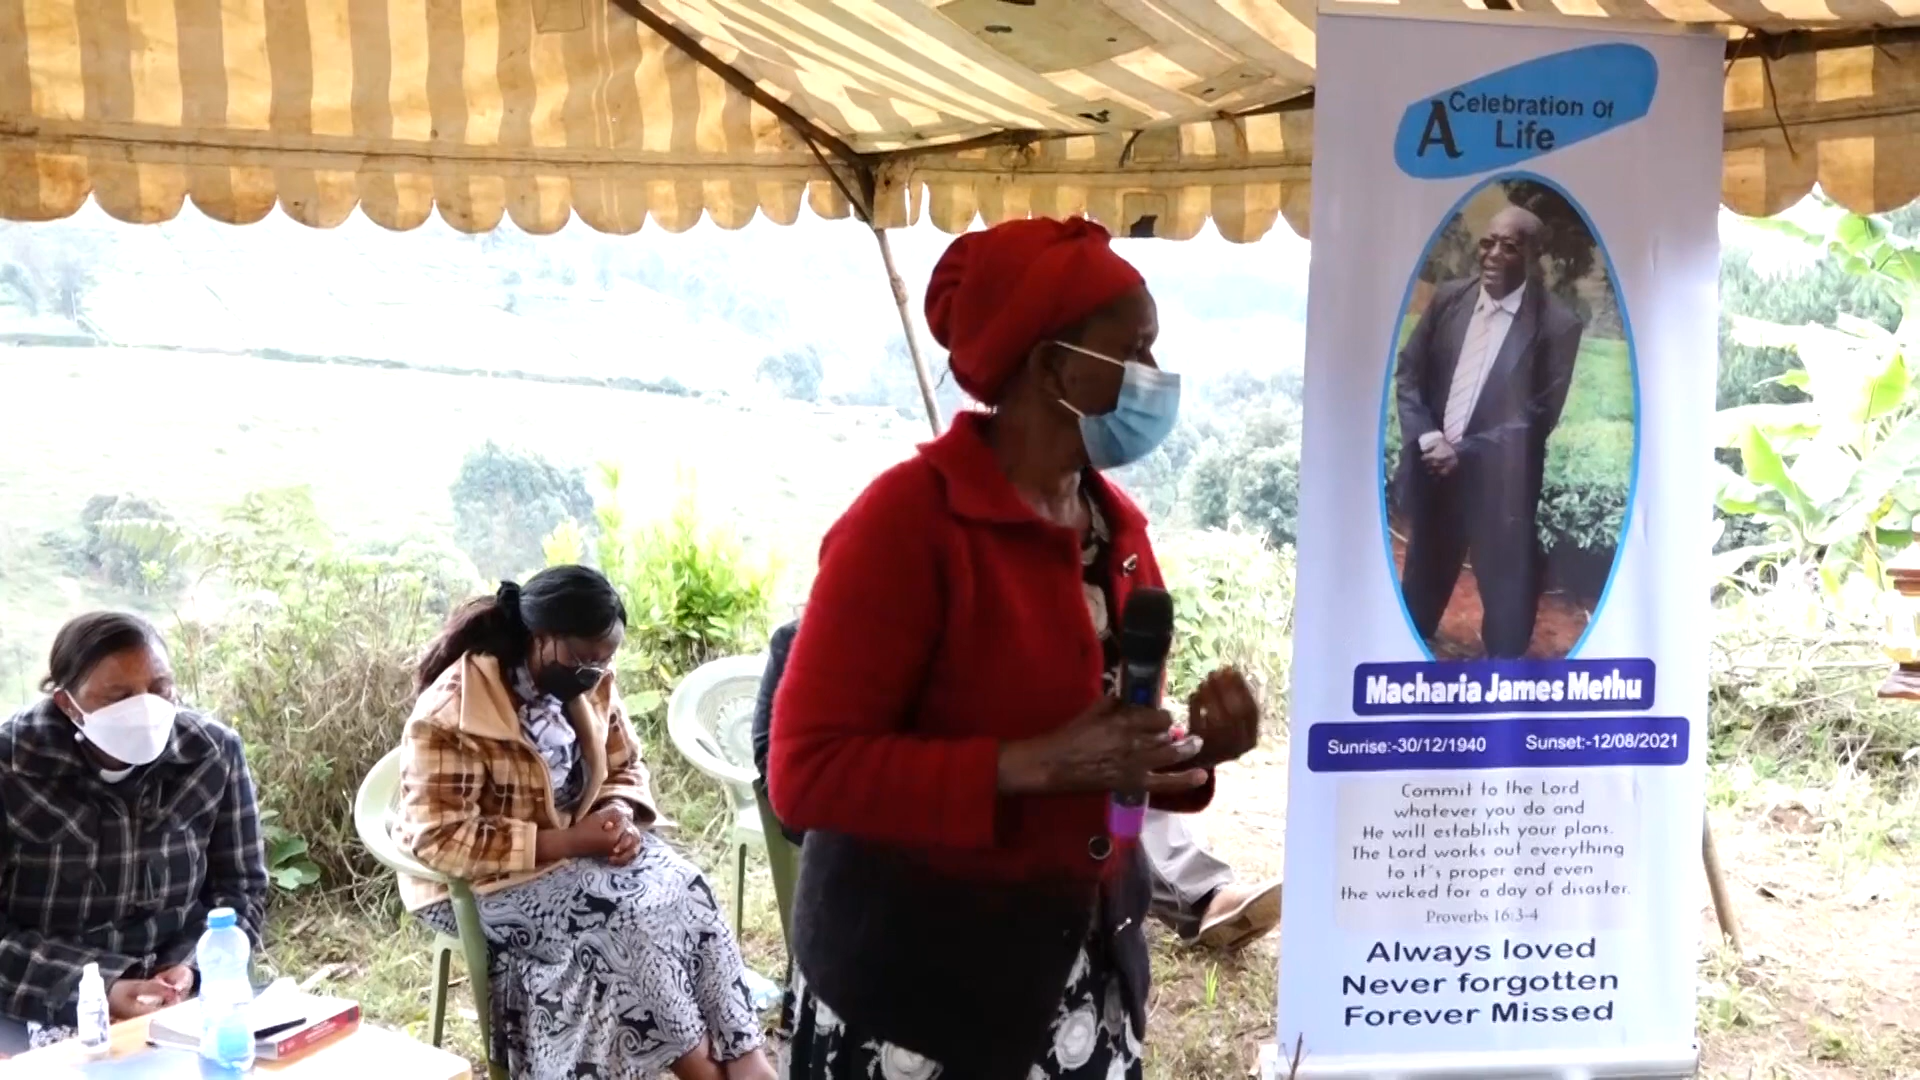 A Celebration Of
Life
Macharia James Methu
Sunrise:-30/12/1940 Sunset:-12/08/2021
Commit to the Lord
whatever you do and
He will establish your plans.
The Lord works out everything
to it's proper end even
the wicked for a day of disaster.
Proverbs 16:3-4
Always loved
Never forgotten
Forever Missed